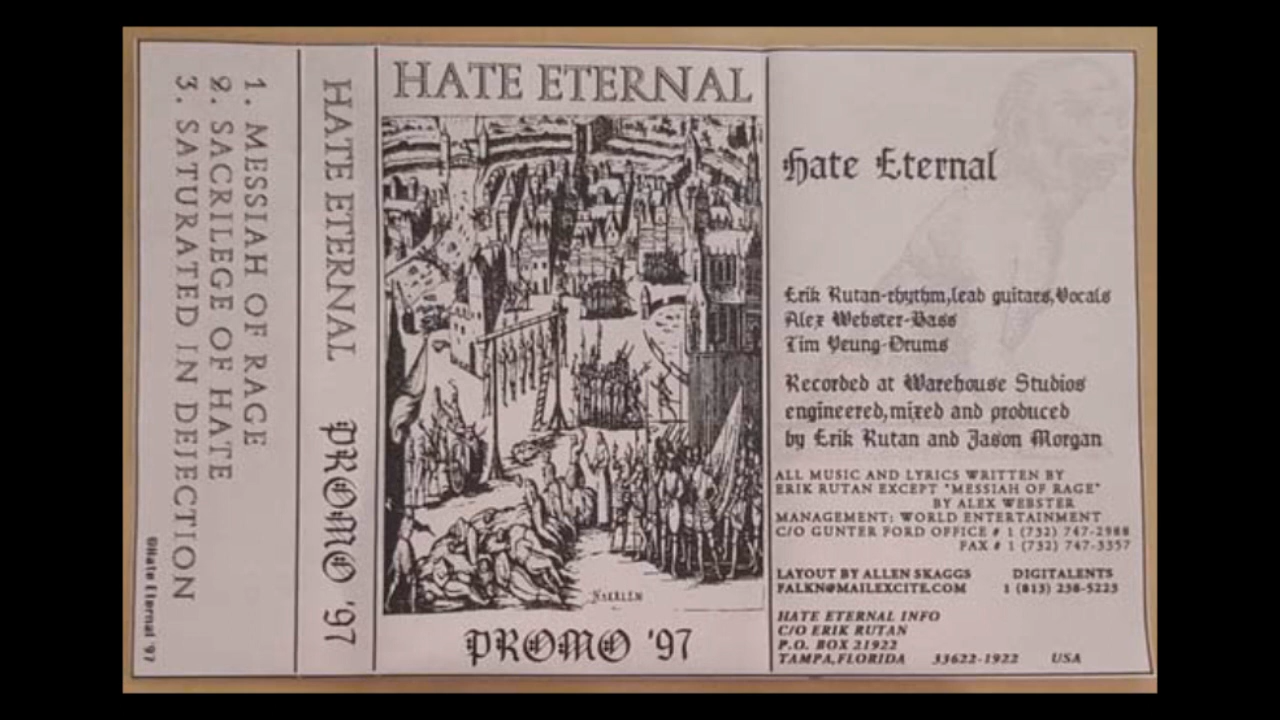 1. MESSIAH OF RAGE
2. SACRILEGE OF HATE
3. SATURATED IN DEJECTION
©Hate Eternal '97
HATE ETERNAL PROMO '97
HATE ETERNAL
HAERLEM
PROMO '97
Hate Eternal
Erik Rutan-rhythm,lead guitars,Vocals
Alex Webster-Bass
Tim Yeung-Drums
Recorded at Warehouse Studios
engineered,mixed and produced
by Erik Rutan and Jason Morgan
ALL MUSIC AND LYRICS WRITTEN BY
ERIK RUTAN EXCEPT "MESSIAH OF RAGE"
BY ALEX WEBSTER
MANAGEMENT: WORLD ENTERTAINMENT
C/O GUNTER FORD OFFICE # 1 (732) 747-2988
FAX # 1 (732) 747-3357
LAYOUT BY ALLEN SKAGGS DIGITALENTS
FALKN@MAILEXCITE.COM 1 (813) 238-5223
HATE ETERNAL INFO
C/O ERIK RUTAN
P.O. BOX 21922
TAMPA,FLORIDA 33622-1922 USA